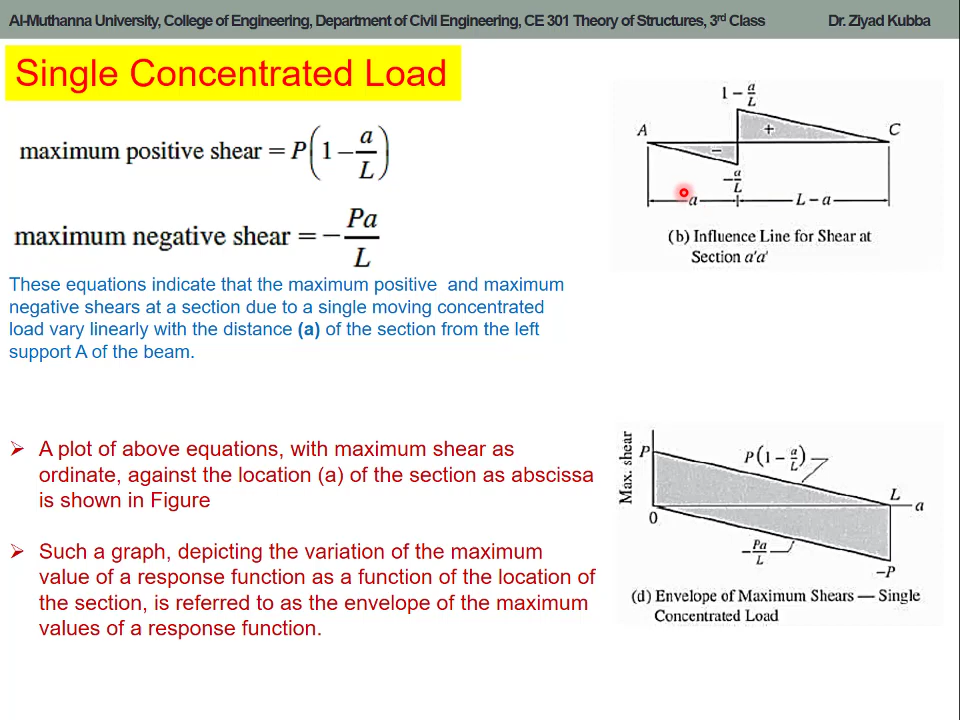 Al-Muthanna University, College of Engineering, Department of Civil Engineering, CE 301 Theory of Structures, 3rd Class Dr. Ziyad Kubba
Single Concentrated Load
maximum positive shear = P(1 − a/L)
maximum negative shear = − Pa/L
These equations indicate that the maximum positive and maximum
negative shears at a section due to a single moving concentrated
load vary linearly with the distance (a) of the section from the left
support A of the beam.
1 − a/L
A
+
C
−
−a/L
a
L − a
(b) Influence Line for Shear at
Section a'a'
➢ A plot of above equations, with maximum shear as
ordinate, against the location (a) of the section as abscissa
is shown in Figure
➢ Such a graph, depicting the variation of the maximum
value of a response function as a function of the location of
the section, is referred to as the envelope of the maximum
values of a response function.
Max. shear
P
P(1 − a/L)
L
a
0
−Pa/L
−P
(d) Envelope of Maximum Shears — Single
Concentrated Load